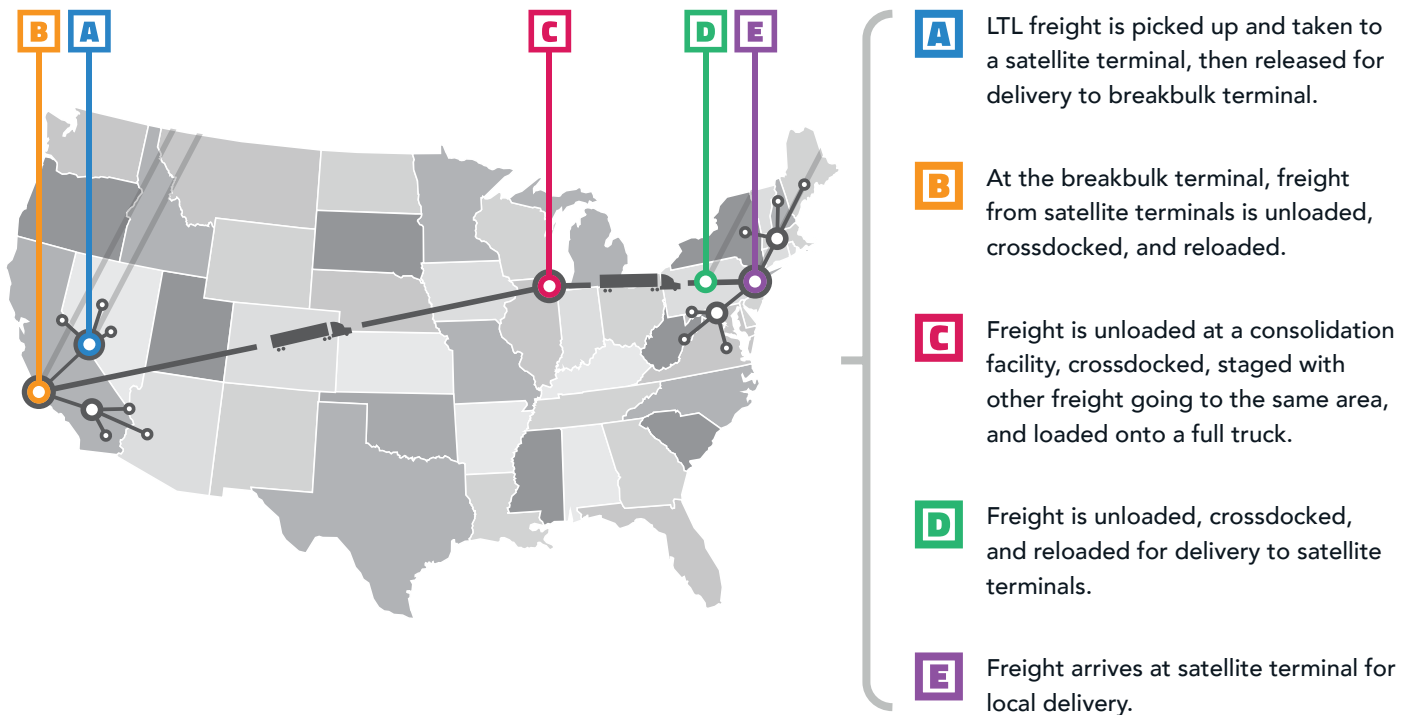 B A C D E
A LTL freight is picked up and taken to
a satellite terminal, then released for
delivery to breakbulk terminal.
B At the breakbulk terminal, freight
from satellite terminals is unloaded,
crossdocked, and reloaded.
C Freight is unloaded at a consolidation
facility, crossdocked, staged with
other freight going to the same area,
and loaded onto a full truck.
D Freight is unloaded, crossdocked,
and reloaded for delivery to satellite
terminals.
E Freight arrives at satellite terminal for
local delivery.